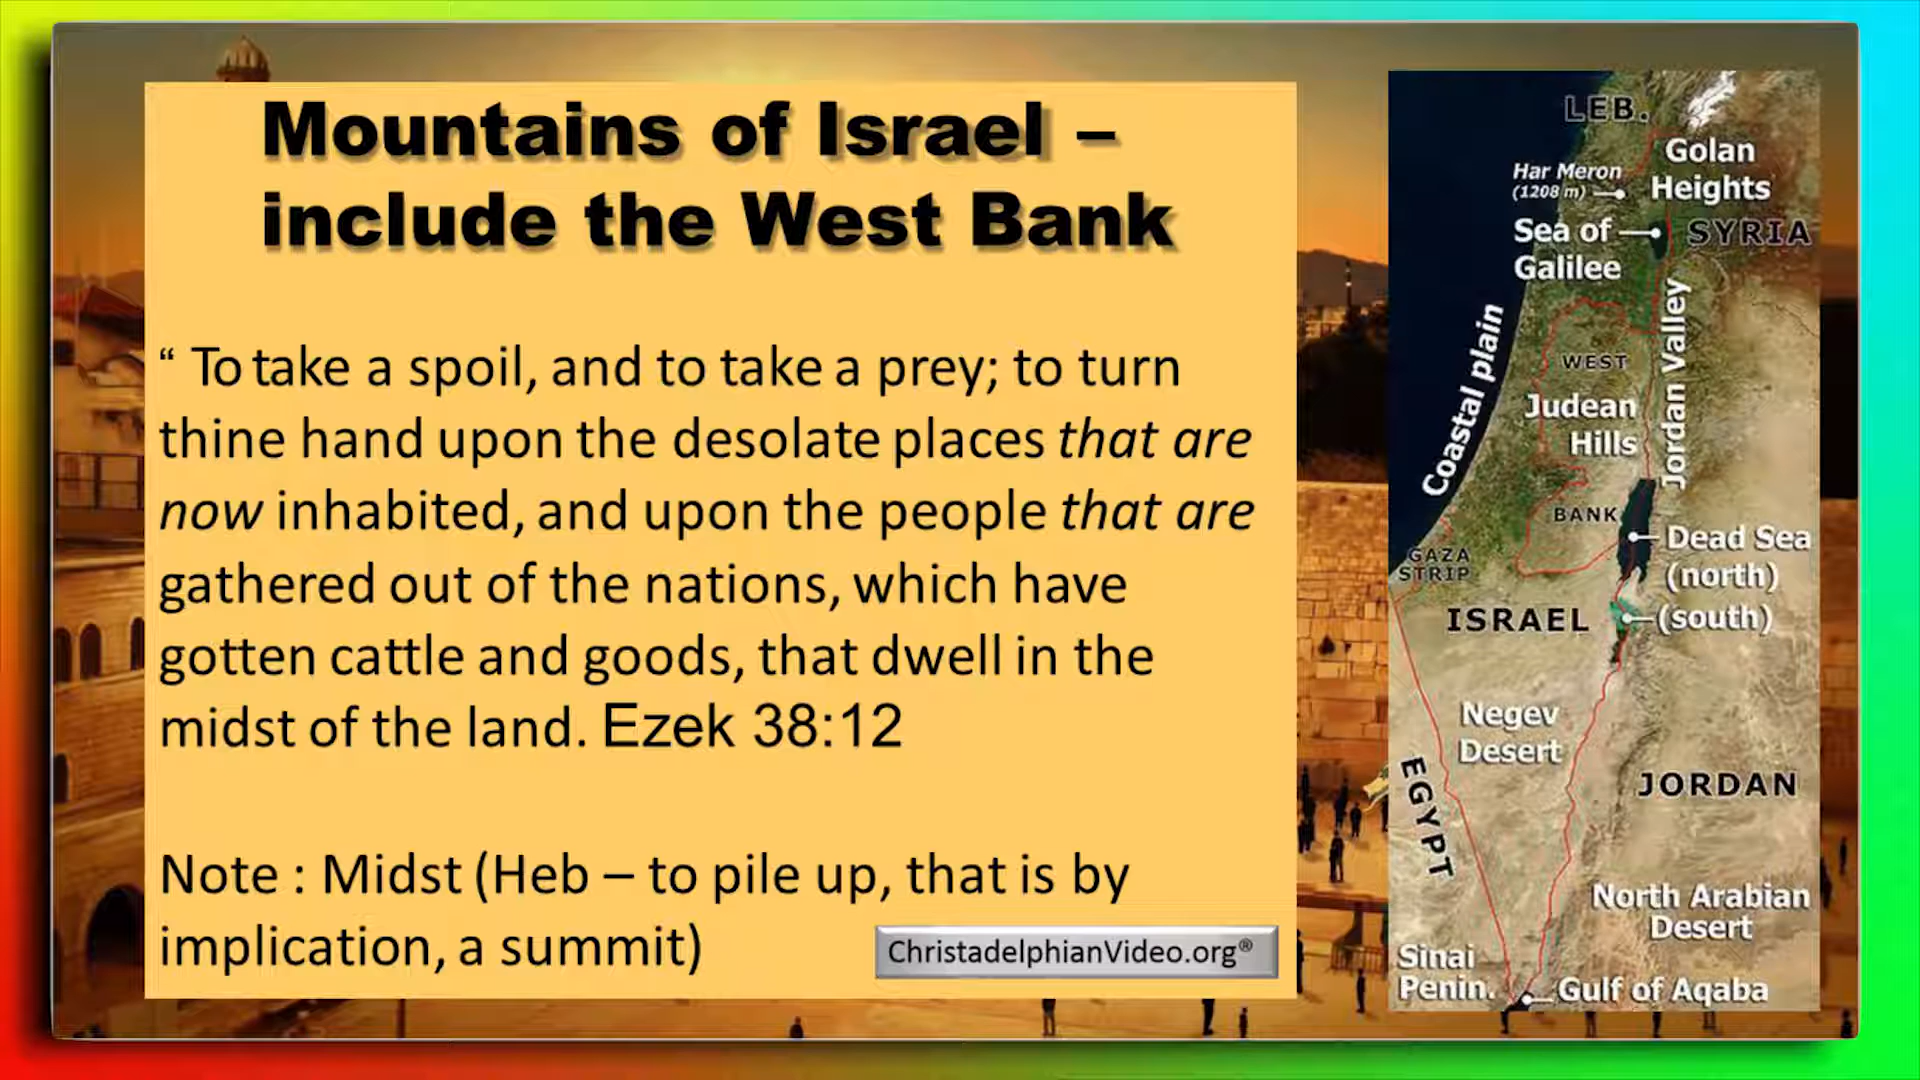 Mountains of Israel –
include the West Bank
“ To take a spoil, and to take a prey; to turn
thine hand upon the desolate places that are
now inhabited, and upon the people that are
gathered out of the nations, which have
gotten cattle and goods, that dwell in the
midst of the land. Ezek 38:12
Note : Midst (Heb – to pile up, that is by
implication, a summit)
ChristadelphianVideo.org®
LEB.
Golan
Heights
Har Meron
(1208 m)
Sea of
Galilee
SYRIA
Coastal plain
Jordan Valley
WEST
Judean
Hills
BANK
GAZA
STRIP
Dead Sea
(north)
(south)
ISRAEL
Negev
Desert
EGYPT
JORDAN
North Arabian
Desert
Sinai
Penin.
Gulf of Aqaba